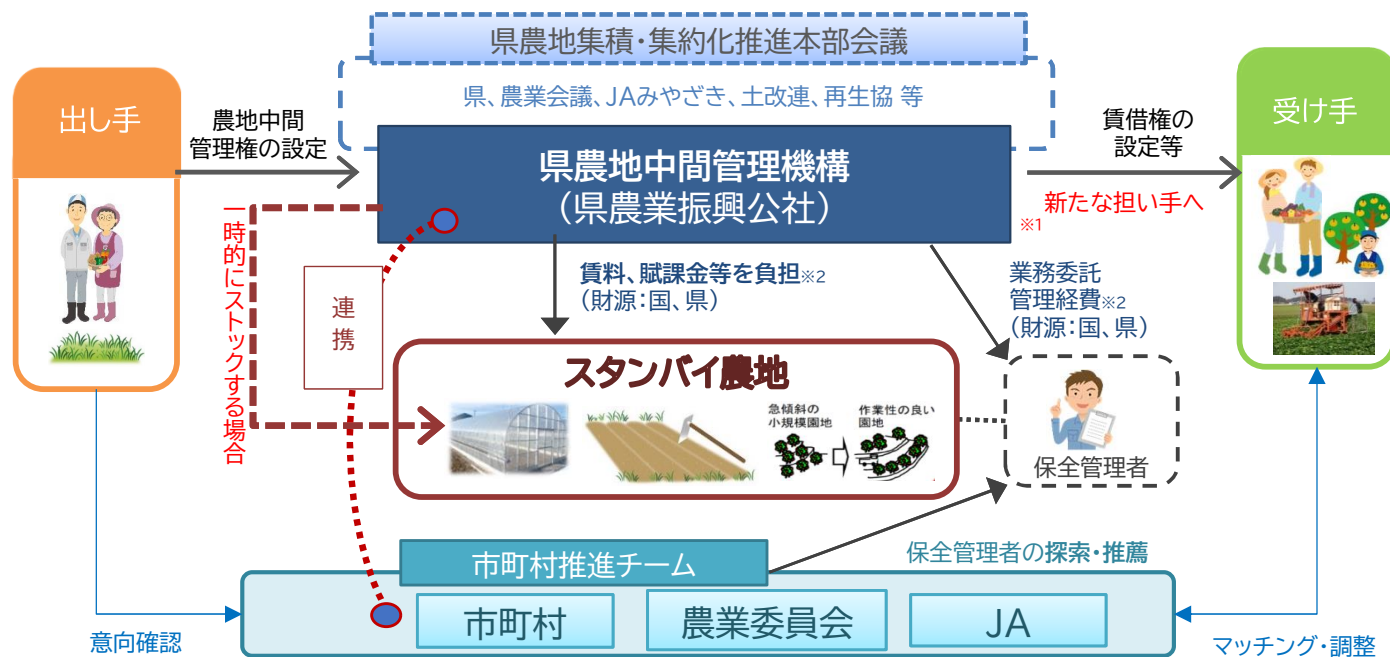 県農地集積・集約化推進本部会議
県、農業会議、JAみやざき、土改連、再生協 等
出し手
農地中間
管理権の設定
県農地中間管理機構
（県農業振興公社）
賃借権の
設定等
受け手
※1
新たな担い手へ
一時的にストックする場合
連携
賃料、賦課金等を負担※2
（財源：国、県）
業務委託
管理経費※2
（財源：国、県）
スタンバイ農地
急傾斜の
小規模園地
作業性の良い
園地
保全管理者
市町村推進チーム
保全管理者の探索・推薦
市町村
農業委員会
JA
意向確認
マッチング・調整